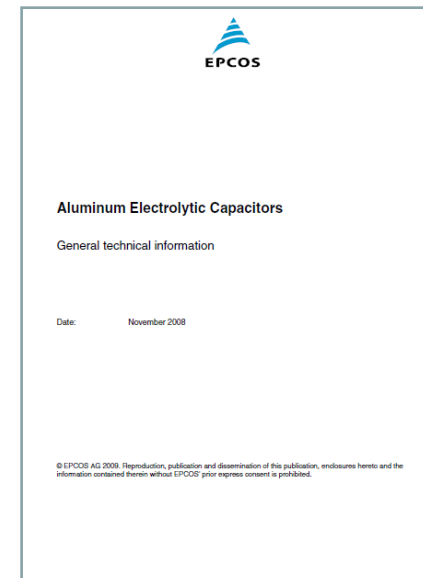 EPCOS
Aluminum Electrolytic Capacitors
General technical information
Date: November 2008
© EPCOS AG 2009. Reproduction, publication and dissemination of this publication, enclosures hereto and the
information contained therein without EPCOS' prior express consent is prohibited.